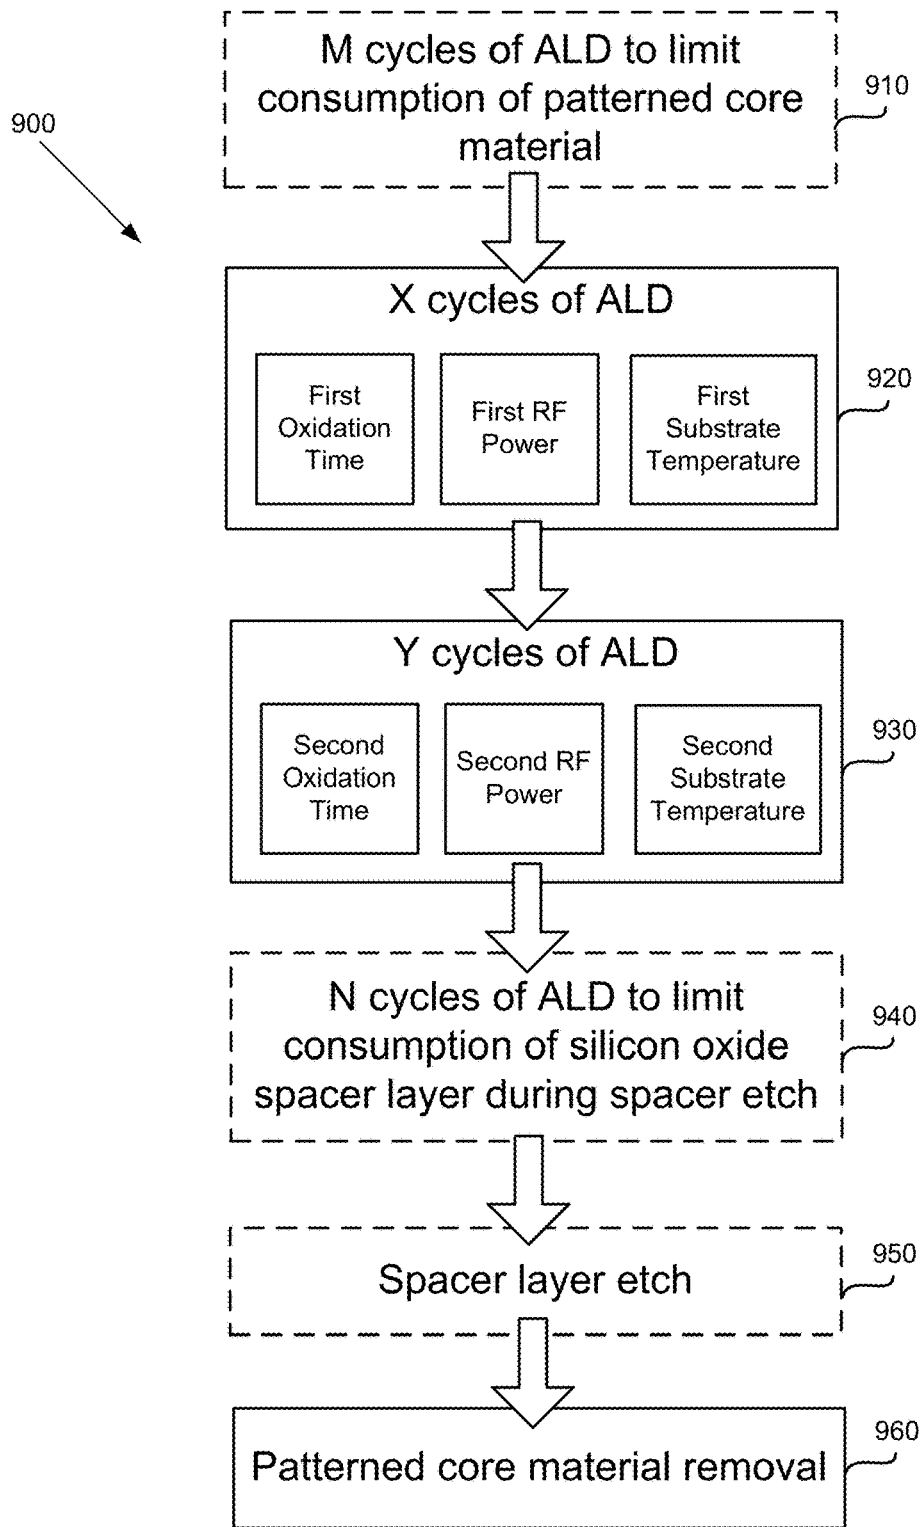 M cycles of ALD to limit
consumption of patterned core
material
910
900
X cycles of ALD
First
Oxidation
Time
First RF
Power
First
Substrate
Temperature
920
Y cycles of ALD
Second
Oxidation
Time
Second RF
Power
Second
Substrate
Temperature
930
N cycles of ALD to limit
consumption of silicon oxide
spacer layer during spacer etch
940
Spacer layer etch
950
Patterned core material removal
960